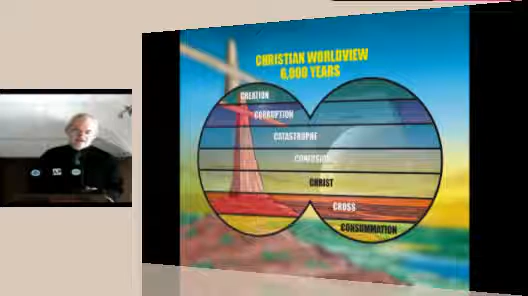 CHRISTIAN WORLDVIEW
6,000 YEARS
CREATION
CORRUPTION
CATASTROPHE
CONFUSION
CHRIST
CROSS
CONSUMMATION